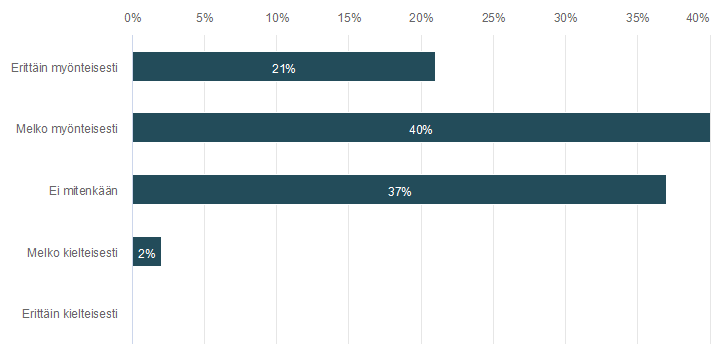 0% 5% 10% 15% 20% 25% 30% 35% 40%
Erittäin myönteisesti 21%
Melko myönteisesti 40%
Ei mitenkään 37%
Melko kielteisesti 2%
Erittäin kielteisesti